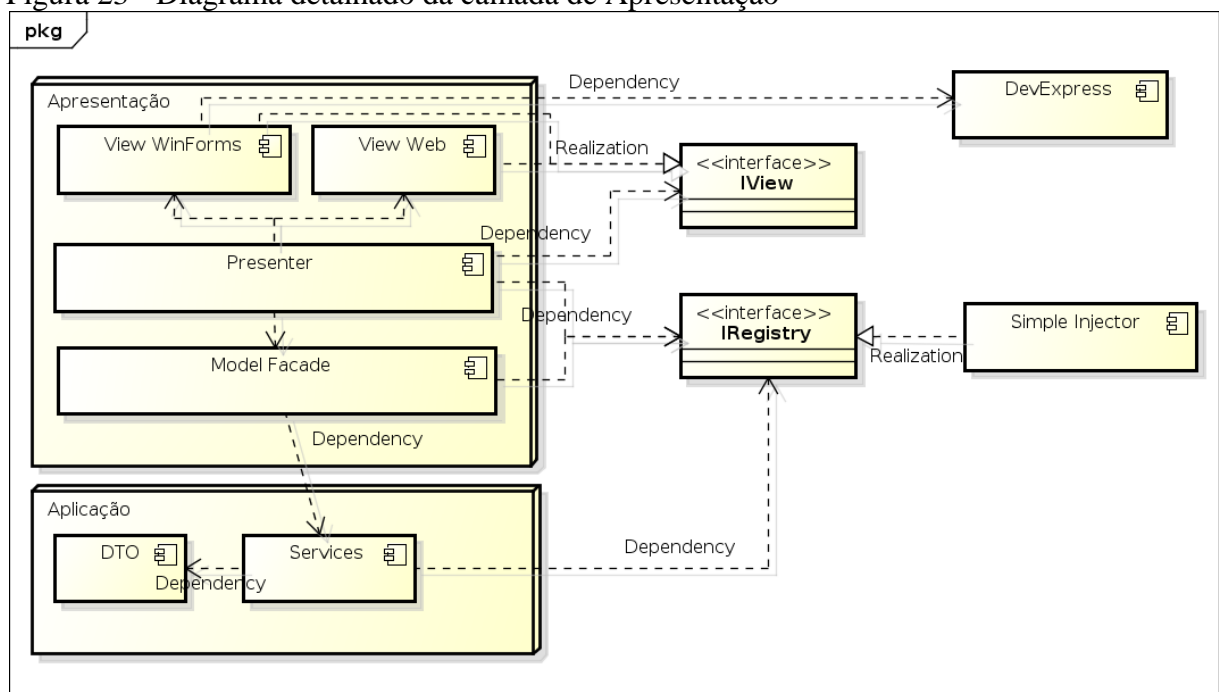 Figura 23 - Diagrama detalhado da camada de Apresentação
pkg
Apresentação
View WinForms
View Web
Dependency
DevExpress
Realization
<<interface>>
IView
Dependency
Presenter
Dependency
<<interface>>
IRegistry
Simple Injector
Realization
Model Facade
Dependency
Aplicação
DTO
Services
Dependency
Dependency